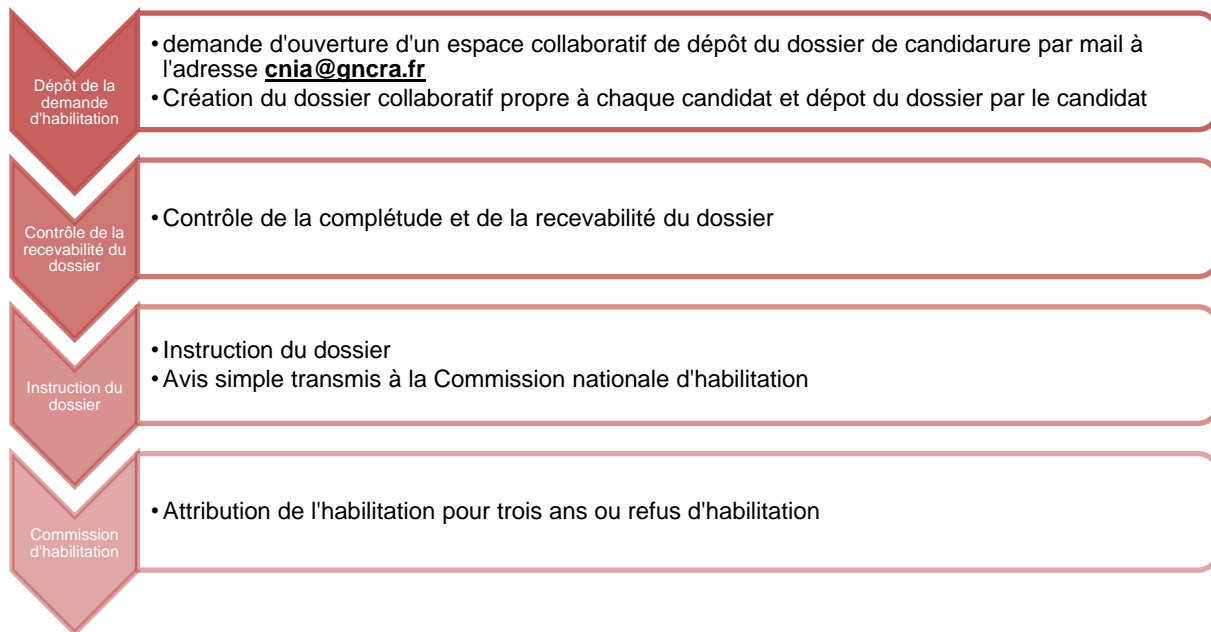 Dépôt de la
demande
d'habilitation
• demande d'ouverture d'un espace collaboratif de dépôt du dossier de candidarure par mail à
l'adresse cnia@gncra.fr
• Création du dossier collaboratif propre à chaque candidat et dépot du dossier par le candidat
Contrôle de la
recevabilité du
dossier
• Contrôle de la complétude et de la recevabilité du dossier
Instruction du
dossier
• Instruction du dossier
• Avis simple transmis à la Commission nationale d'habilitation
Commission
d'habilitation
• Attribution de l'habilitation pour trois ans ou refus d'habilitation